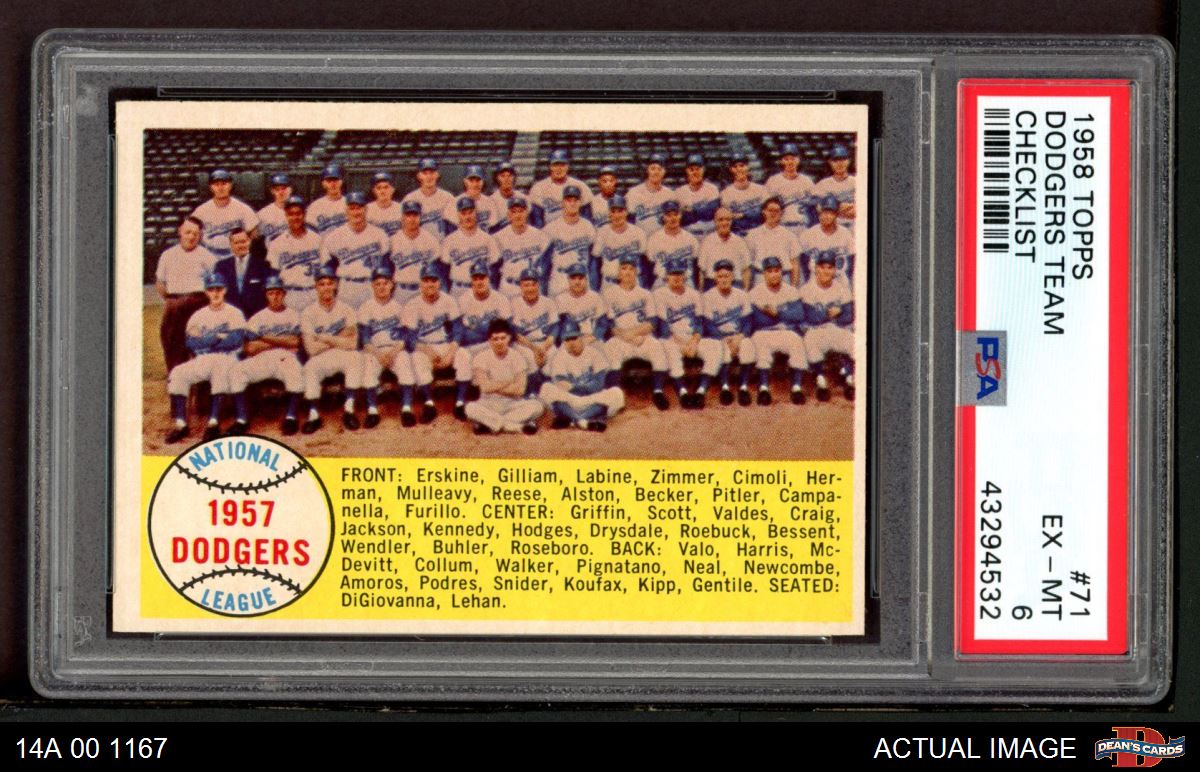 NATIONAL
1957
DODGERS
LEAGUE
FRONT: Erskine, Gilliam, Labine, Zimmer, Cimoli, Her-
man, Mulleavy, Reese, Alston, Becker, Pitler, Campa-
nella, Furillo. CENTER: Griffin, Scott, Valdes, Craig,
Jackson, Kennedy, Hodges, Drysdale, Roebuck, Bessent,
Wendler, Buhler, Roseboro. BACK: Valo, Harris, Mc-
Devitt, Collum, Walker, Pignatano, Neal, Newcombe,
Amoros, Podres, Snider, Koufax, Kipp, Gentile. SEATED:
DiGiovanna, Lehan.
1958 TOPPS #71
DODGERS TEAM EX - MT
CHECKLIST 6
43294532
PSA
14A 00 1167
ACTUAL IMAGE
DEAN'S CARDS